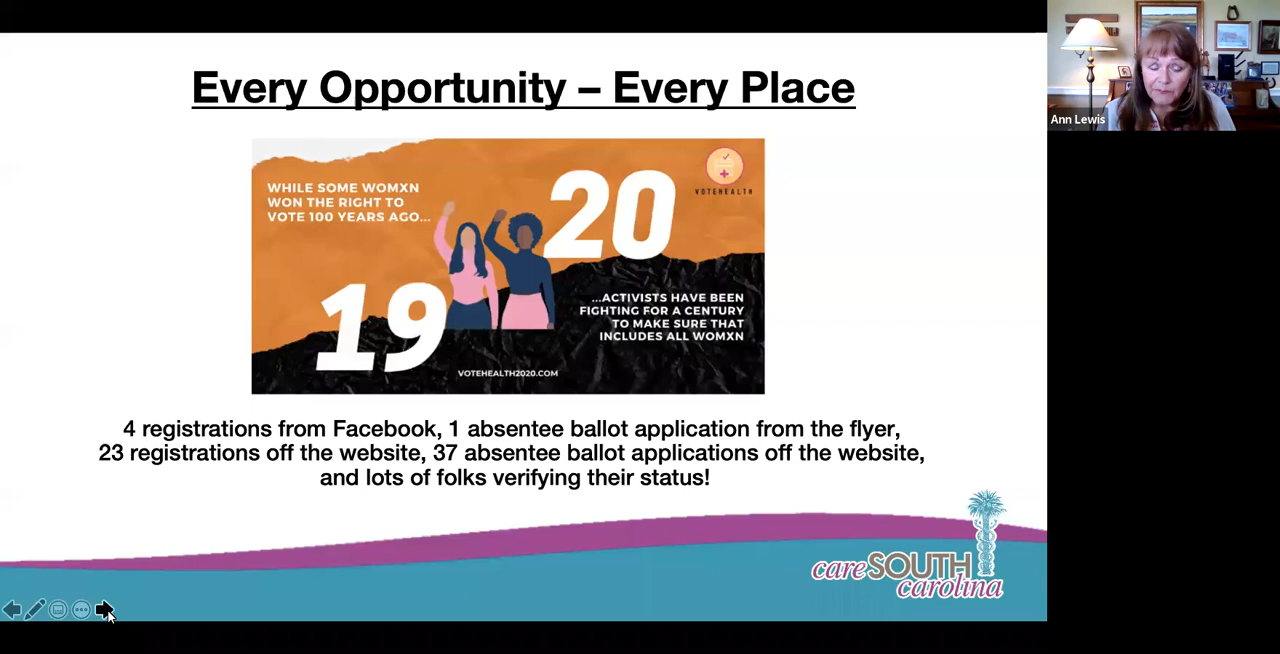 Every Opportunity – Every Place
WHILE SOME WOMXN
WON THE RIGHT TO
VOTE 100 YEARS AGO...
20
VOTEHEALTH
19
...ACTIVISTS HAVE BEEN
FIGHTING FOR A CENTURY
TO MAKE SURE THAT
INCLUDES ALL WOMXN
VOTEHEALTH2020.COM
4 registrations from Facebook, 1 absentee ballot application from the flyer,
23 registrations off the website, 37 absentee ballot applications off the website,
and lots of folks verifying their status!
care SOUTH
carolina
Ann Lewis